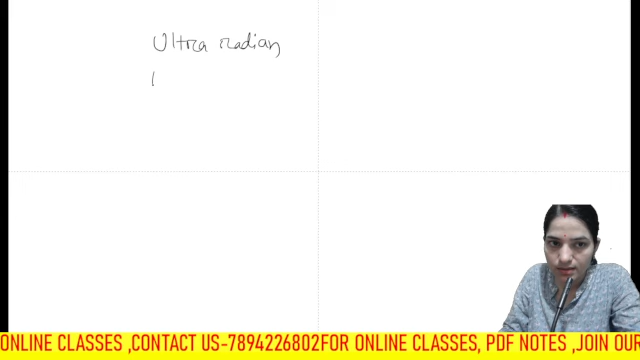 Ultra radian
ONLINE CLASSES ,CONTACT US-7894226802FOR ONLINE CLASSES, PDF NOTES ,JOIN OUR